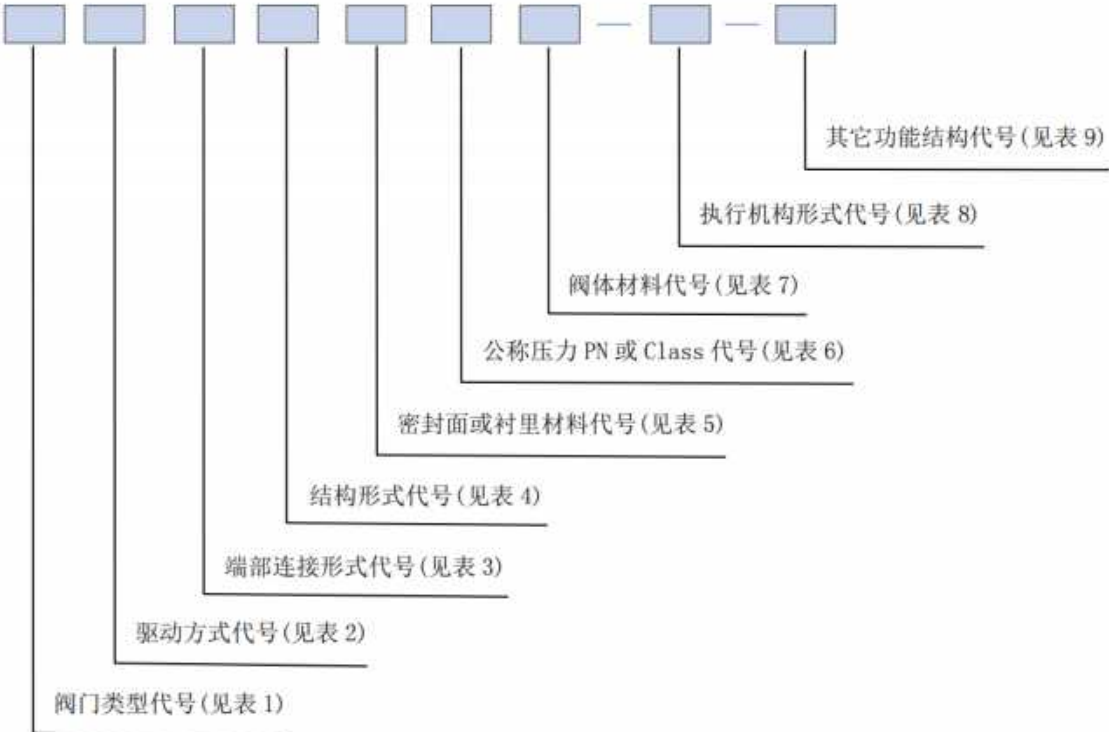 其它功能结构代号(见表 9)
执行机构形式代号(见表 8)
阀体材料代号(见表 7)
公称压力 PN 或 Class 代号(见表 6)
密封面或衬里材料代号(见表 5)
结构形式代号(见表 4)
端部连接形式代号(见表 3)
驱动方式代号(见表 2)
阀门类型代号(见表 1)